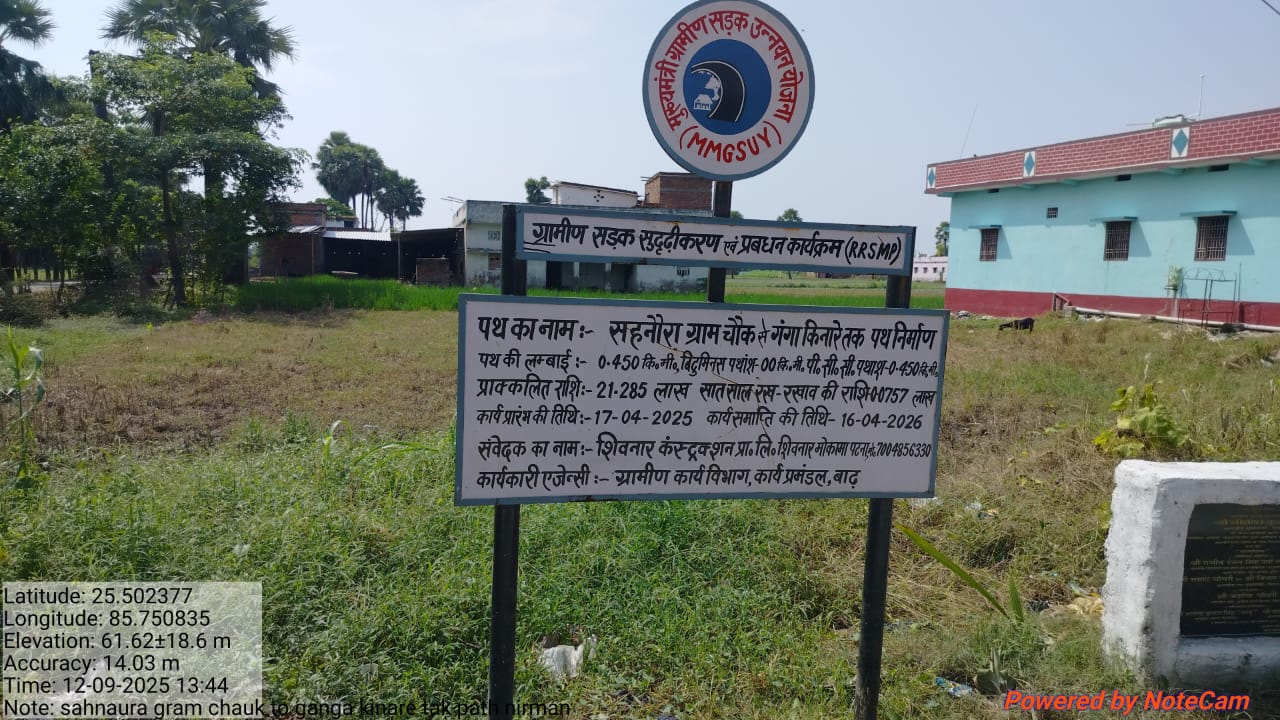 मुख्यमंत्री ग्रामीण सड़क उन्नयन योजना
(MMGSUY)
ग्रामीण सड़क सुदृढीकरण एवं प्रबधन कार्यक्रम (RRSMP)
पथ का नाम :- सहनौरा ग्राम चौक से गंगा किनारे तक पथ निर्माण
पथ की लम्बाई :- 0.450 कि.मी. बिटुमिनस पथांश-00 कि.मी. पी. सी. सी. पथांश-0.450 कि.मी.
प्राक्कलित राशि:- 21.285 लाख सात साल रख-रखाव की राशि-0.0757 लाख
कार्य प्रारंभ की तिथि:- 17-04-2025 कार्य समाप्ति की तिथि- 16-04-2026
संवेदक का नाम:- शिवनार कंस्ट्रक्शन प्रा. लि. शिवनार मोकामा पटना, 7004856330
कार्यकारी एजेन्सी :- ग्रामीण कार्य विभाग, कार्य प्रमंडल, बाढ़
Latitude: 25.502377
Longitude: 85.750835
Elevation: 61.62±18.6 m
Accuracy: 14.03 m
Time: 12-09-2025 13:44
Note: sahnaura gram chauk to ganga kinare tak path nirman
Powered by NoteCam